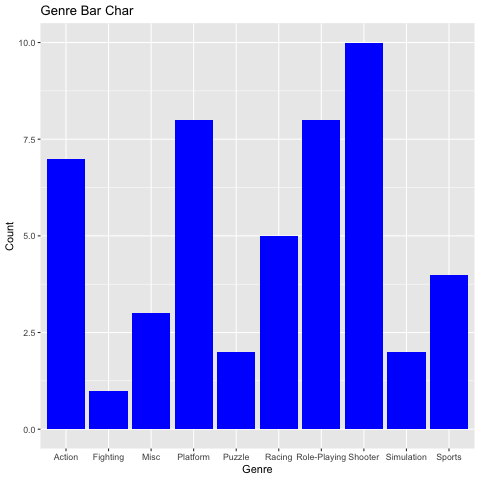 Genre Bar Char
10.0
7.5
5.0
2.5
0.0
Count
Action Fighting Misc Platform Puzzle Racing Role-Playing Shooter Simulation Sports
Genre